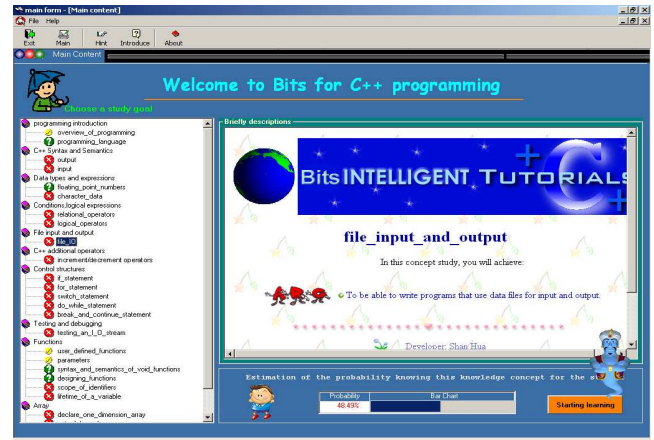 main form - [Main content]
File Help
Exit Main Hint Introduce About
Main Content
Welcome to Bits for C++ programming
Choose a study goal
programming introduction
overview_of_programming
programming_language
C++ Syntax and Semantics
output
input
Data types and expressions
floating_point_numbers
character_data
Conditions,logical expressions
relational_operators
logical_operators
File input and output
file_IO
C++ additional operators
increment/decrement operators
Control structures
if_statement
for_statement
switch_statement
do_while_statement
break_and_continue_statement
Testing and debugging
testing_an_I_O_stream
Functions
user_defined_functions
parameters
syntax_and_semantics_of_void_functions
designing_functions
scope_of_identifiers
lifetime_of_a_variable
Array
declare_one_dimension_array
Briefly descriptions
Bits INTELLIGENT TUTORIALS
C++
file_input_and_output
In this concept study, you will achieve:
To be able to write programs that use data files for input and output.
Developer: Shan Hua
Estimation of the probability knowing this knowledge concept for the
Probability Bar Chart
48.49%
Starting learning